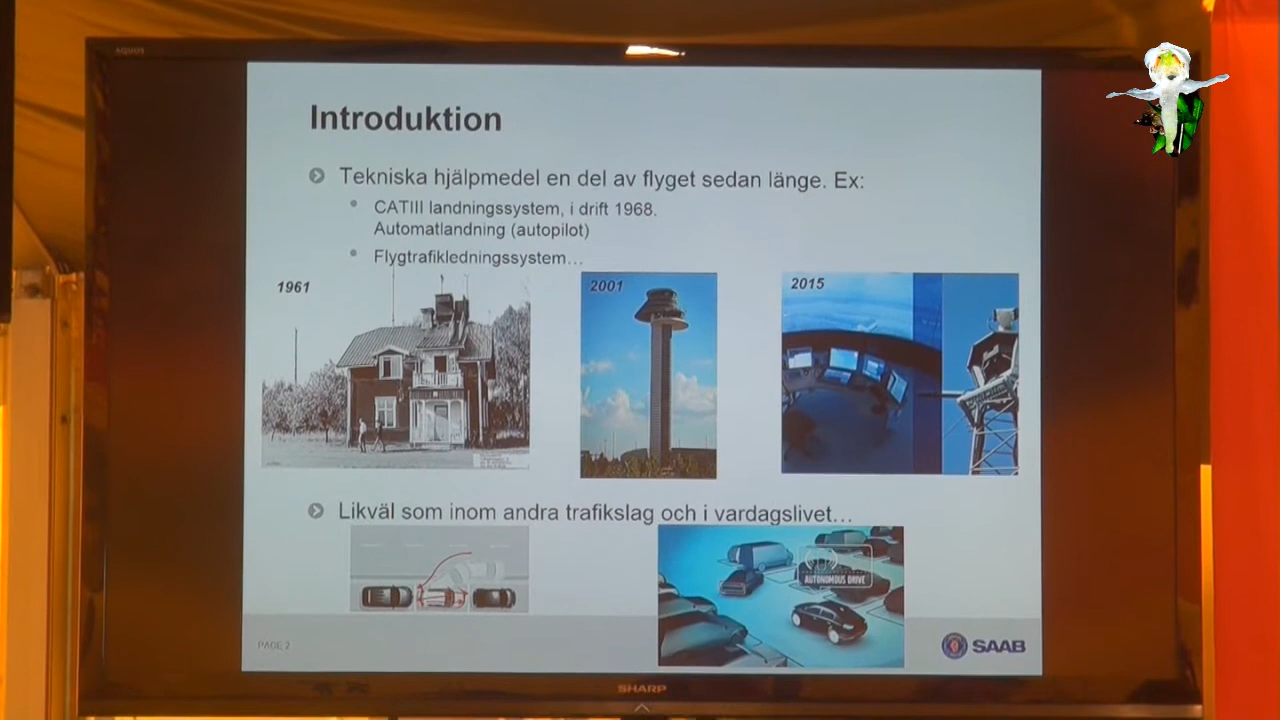 AQUOS
Introduktion
Tekniska hjälpmedel en del av flyget sedan länge. Ex:
CATIII landningssystem, i drift 1968.
Automatlandning (autopilot)
Flygtrafikledningssystem…
1961
2001
2015
Likväl som inom andra trafikslag och i vardagslivet…
AUTONOMOUS DRIVE
PAGE 2
SAAB
SHARP